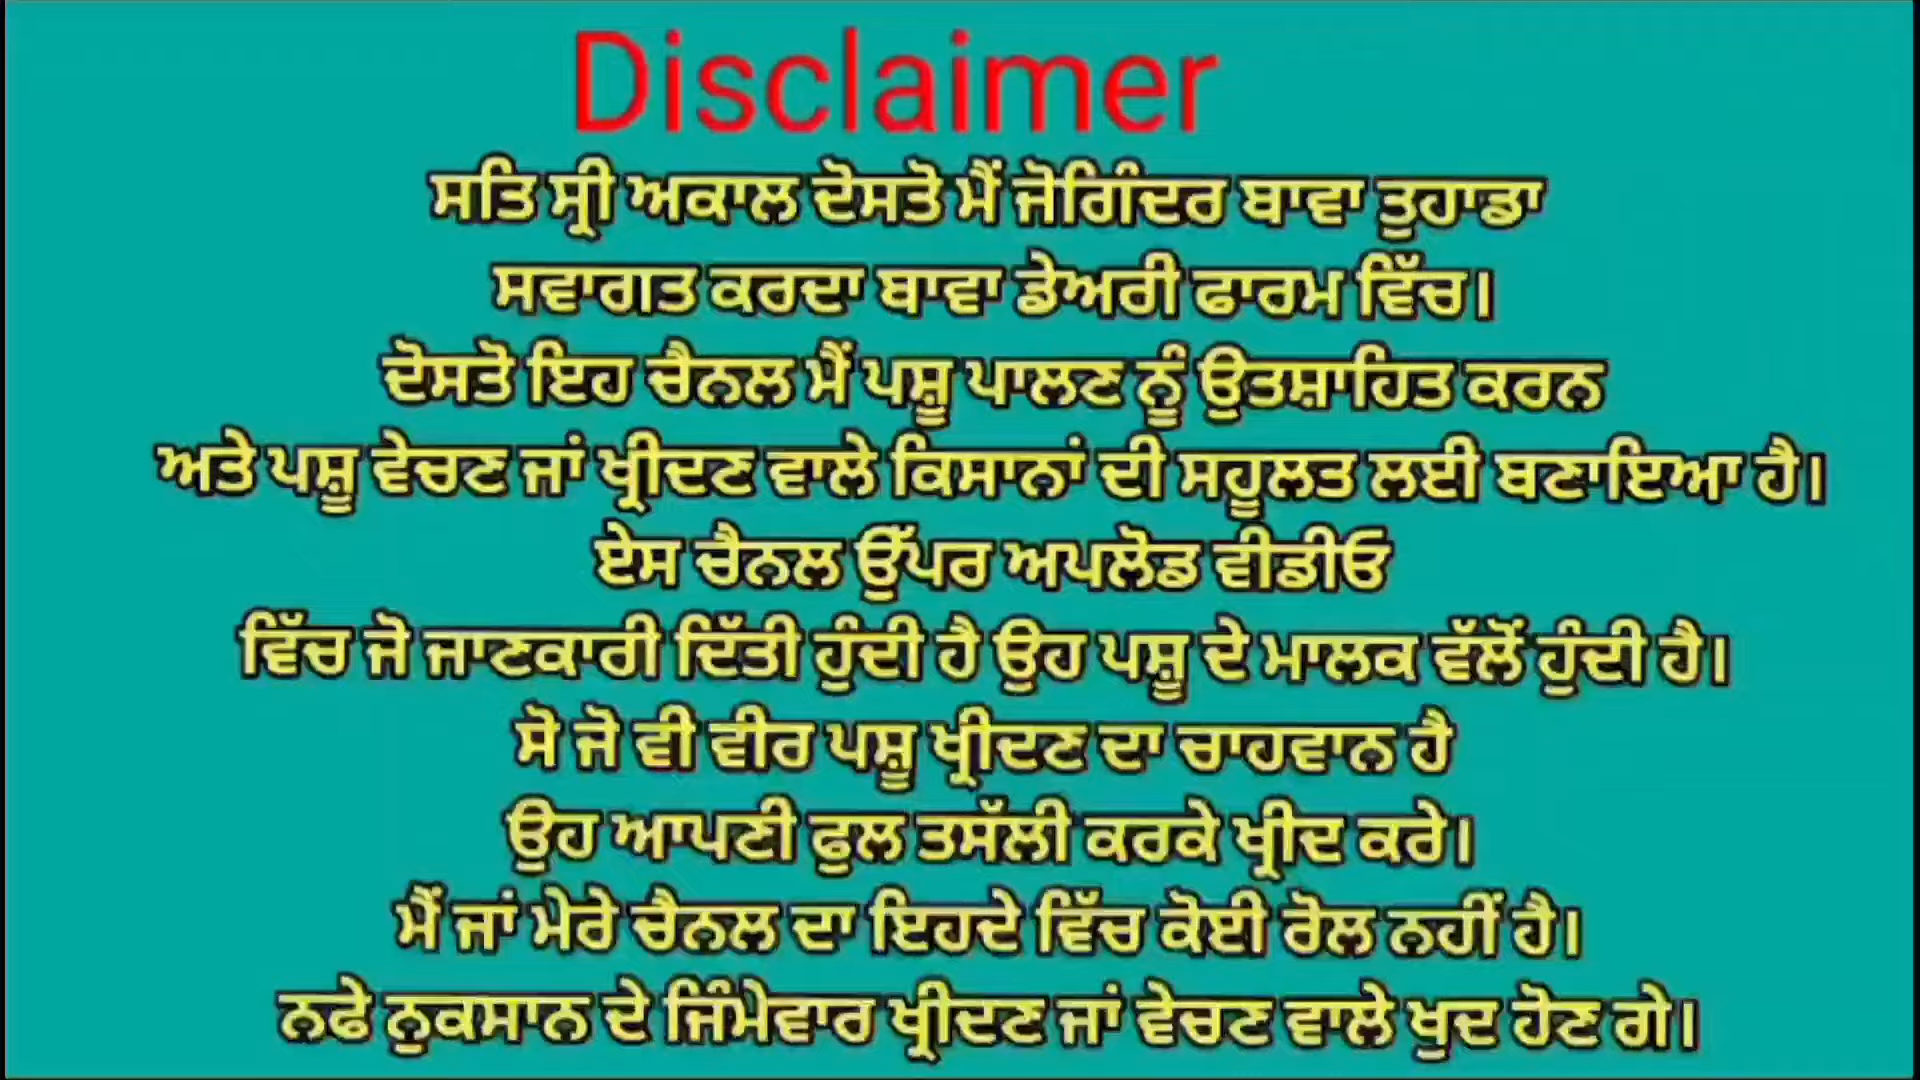 Disclaimer
ਸਤਿ ਸ੍ਰੀ ਅਕਾਲ ਦੋਸਤੋ ਮੈਂ ਜੋਗਿੰਦਰ ਬਾਵਾ ਤੁਹਾਡਾ
ਸਵਾਗਤ ਕਰਦਾ ਬਾਵਾ ਡੇਅਰੀ ਫਾਰਮ ਵਿੱਚ।
ਦੋਸਤੋ ਇਹ ਚੈਨਲ ਮੈਂ ਪਸ਼ੂ ਪਾਲਣ ਨੂੰ ਉਤਸ਼ਾਹਿਤ ਕਰਨ
ਅਤੇ ਪਸ਼ੂ ਵੇਚਣ ਜਾਂ ਖ੍ਰੀਦਣ ਵਾਲੇ ਕਿਸਾਨਾਂ ਦੀ ਸਹੂਲਤ ਲਈ ਬਣਾਇਆ ਹੈ।
ਏਸ ਚੈਨਲ ਉੱਪਰ ਅਪਲੋਡ ਵੀਡੀਓ
ਵਿੱਚ ਜੋ ਜਾਣਕਾਰੀ ਦਿੱਤੀ ਹੁੰਦੀ ਹੈ ਉਹ ਪਸ਼ੂ ਦੇ ਮਾਲਕ ਵੱਲੋਂ ਹੁੰਦੀ ਹੈ।
ਸੋ ਜੋ ਵੀ ਵੀਰ ਪਸ਼ੂ ਖ੍ਰੀਦਣ ਦਾ ਚਾਹਵਾਨ ਹੈ
ਉਹ ਆਪਣੀ ਫੁਲ ਤਸੱਲੀ ਕਰਕੇ ਖ੍ਰੀਦ ਕਰੇ।
ਮੈਂ ਜਾਂ ਮੇਰੇ ਚੈਨਲ ਦਾ ਇਹਦੇ ਵਿੱਚ ਕੋਈ ਰੋਲ ਨਹੀਂ ਹੈ।
ਨਫੇ ਨੁਕਸਾਨ ਦੇ ਜਿੰਮੇਵਾਰ ਖ੍ਰੀਦਣ ਜਾਂ ਵੇਚਣ ਵਾਲੇ ਖੁਦ ਹੋਣ ਗੇ।